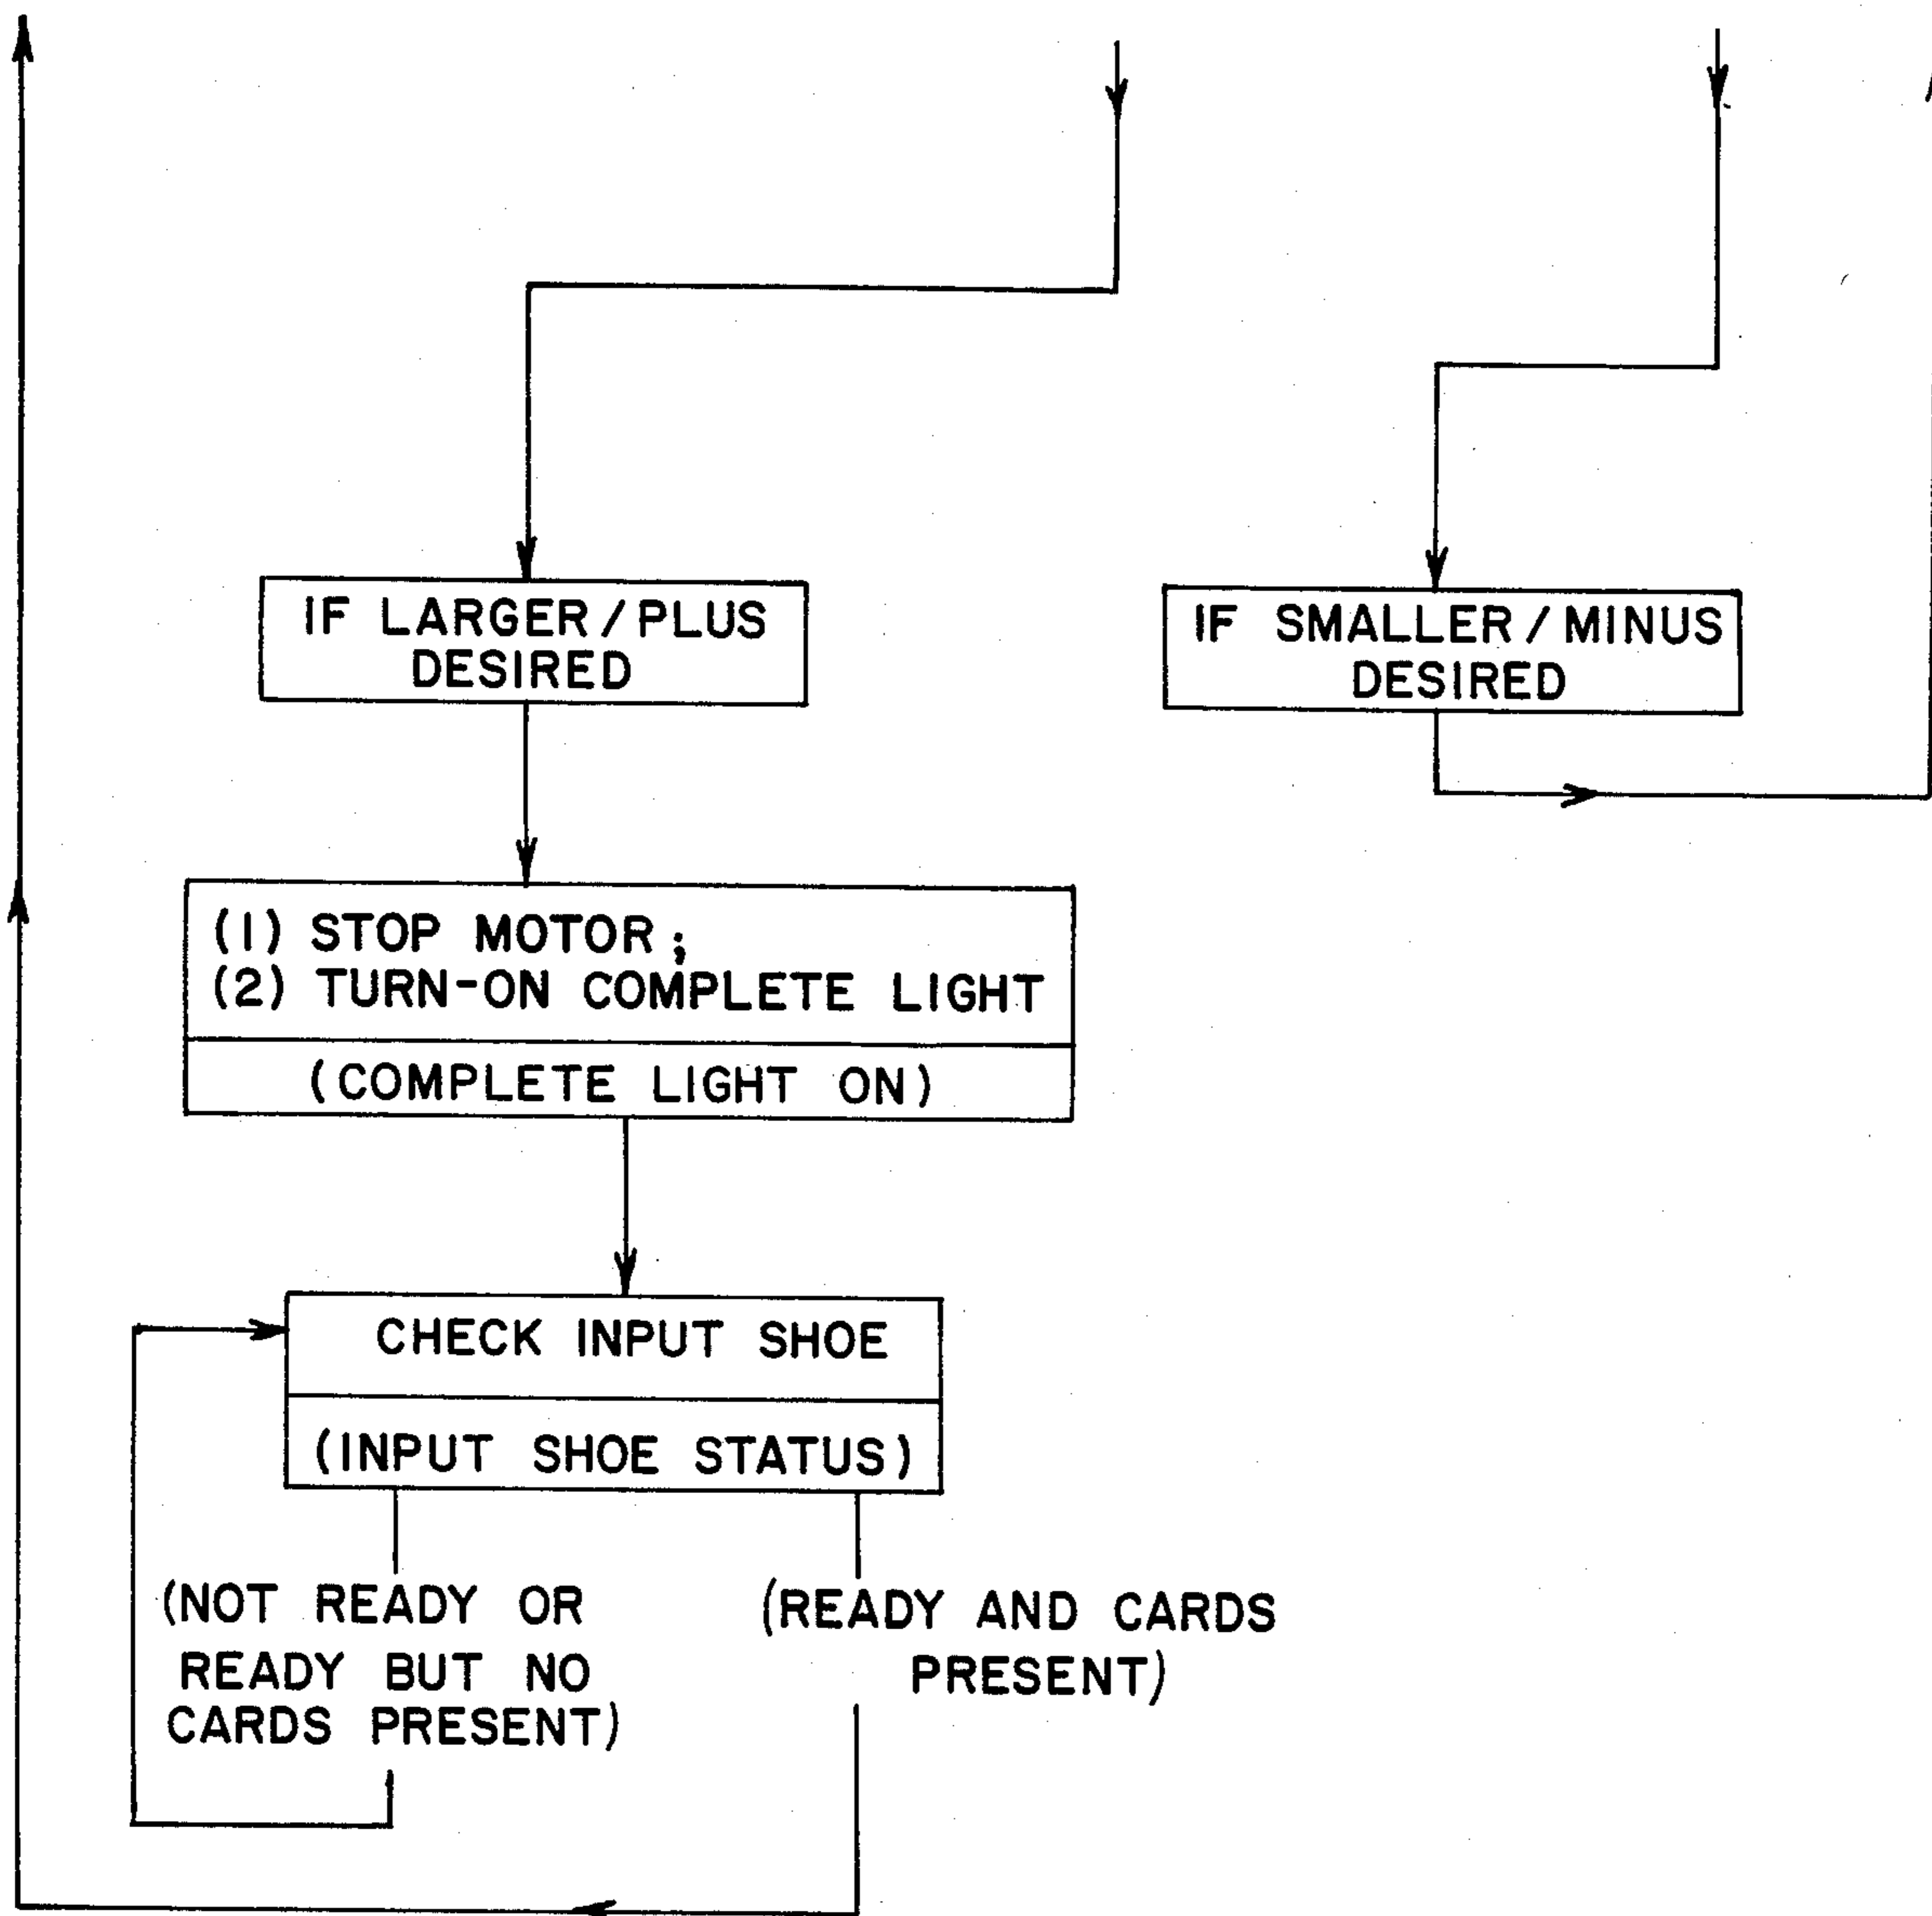 IF LARGER/PLUS
DESIRED
IF SMALLER/MINUS
DESIRED
(1) STOP MOTOR;
(2) TURN-ON COMPLETE LIGHT
(COMPLETE LIGHT ON)
CHECK INPUT SHOE
(INPUT SHOE STATUS)
(NOT READY OR
READY BUT NO
CARDS PRESENT)
(READY AND CARDS
PRESENT)